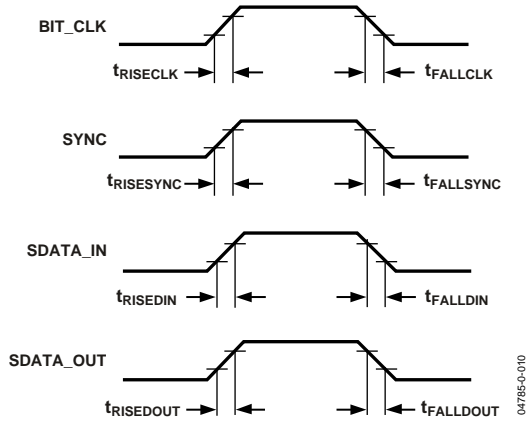 BIT_CLK
tRISECLK
tFALLCLK
SYNC
tRISESYNC
tFALLSYNC
SDATA_IN
tRISEDIN
tFALLDIN
SDATA_OUT
tRISEDOUT
tFALLDOUT
04785-0-010